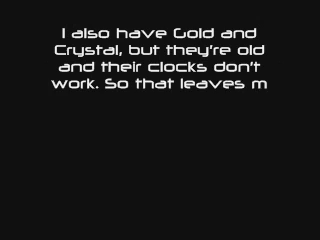 I also have Gold and
Crystal, but they're old
and their clocks don't
work. So that leaves m